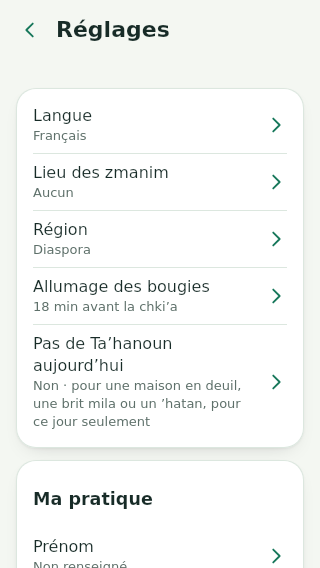 Réglages
Langue
Français
Lieu des zmanim
Aucun
Région
Diaspora
Allumage des bougies
18 min avant la chki’a
Pas de Ta’hanoun
aujourd’hui
Non · pour une maison en deuil,
une brit mila ou un ’hatan, pour
ce jour seulement
Ma pratique
Prénom
Non renseigné